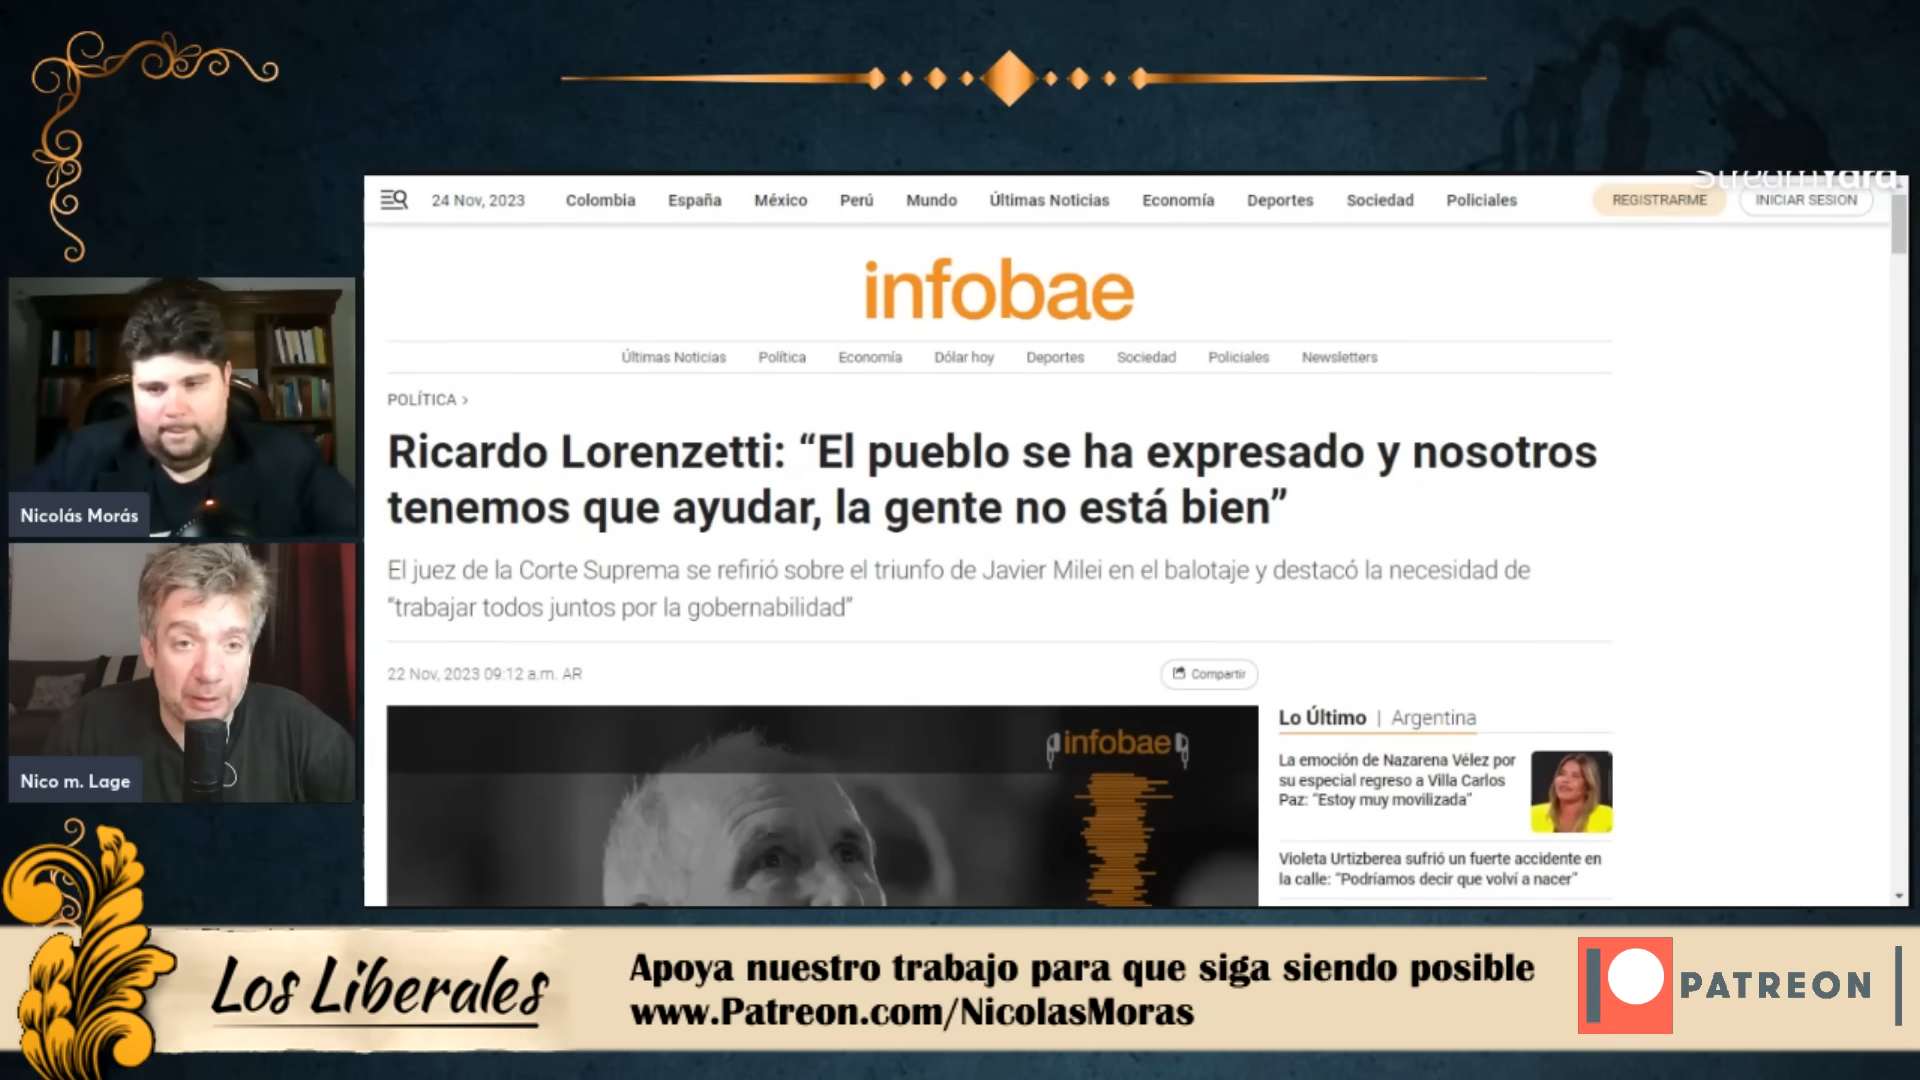 StreamYard
24 Nov, 2023 Colombia España México Perú Mundo Últimas Noticias Economía Deportes Sociedad Policiales REGISTRARME INICIAR SESION
infobae
Últimas Noticias Política Economía Dólar hoy Deportes Sociedad Policiales Newsletters
POLÍTICA >
Ricardo Lorenzetti: “El pueblo se ha expresado y nosotros
tenemos que ayudar, la gente no está bien”
El juez de la Corte Suprema se refirió sobre el triunfo de Javier Milei en el balotaje y destacó la necesidad de
“trabajar todos juntos por la gobernabilidad”
22 Nov, 2023 09:12 a.m. AR
Compartir
infobae
Lo Último | Argentina
La emoción de Nazarena Vélez por
su especial regreso a Villa Carlos
Paz: “Estoy muy movilizada”
Violeta Urtizberea sufrió un fuerte accidente en
la calle: “Podríamos decir que volví a nacer”
Nicolás Morás
Nico m. Lage
Los Liberales
Apoya nuestro trabajo para que siga siendo posible
www.Patreon.com/NicolasMoras
PATREON